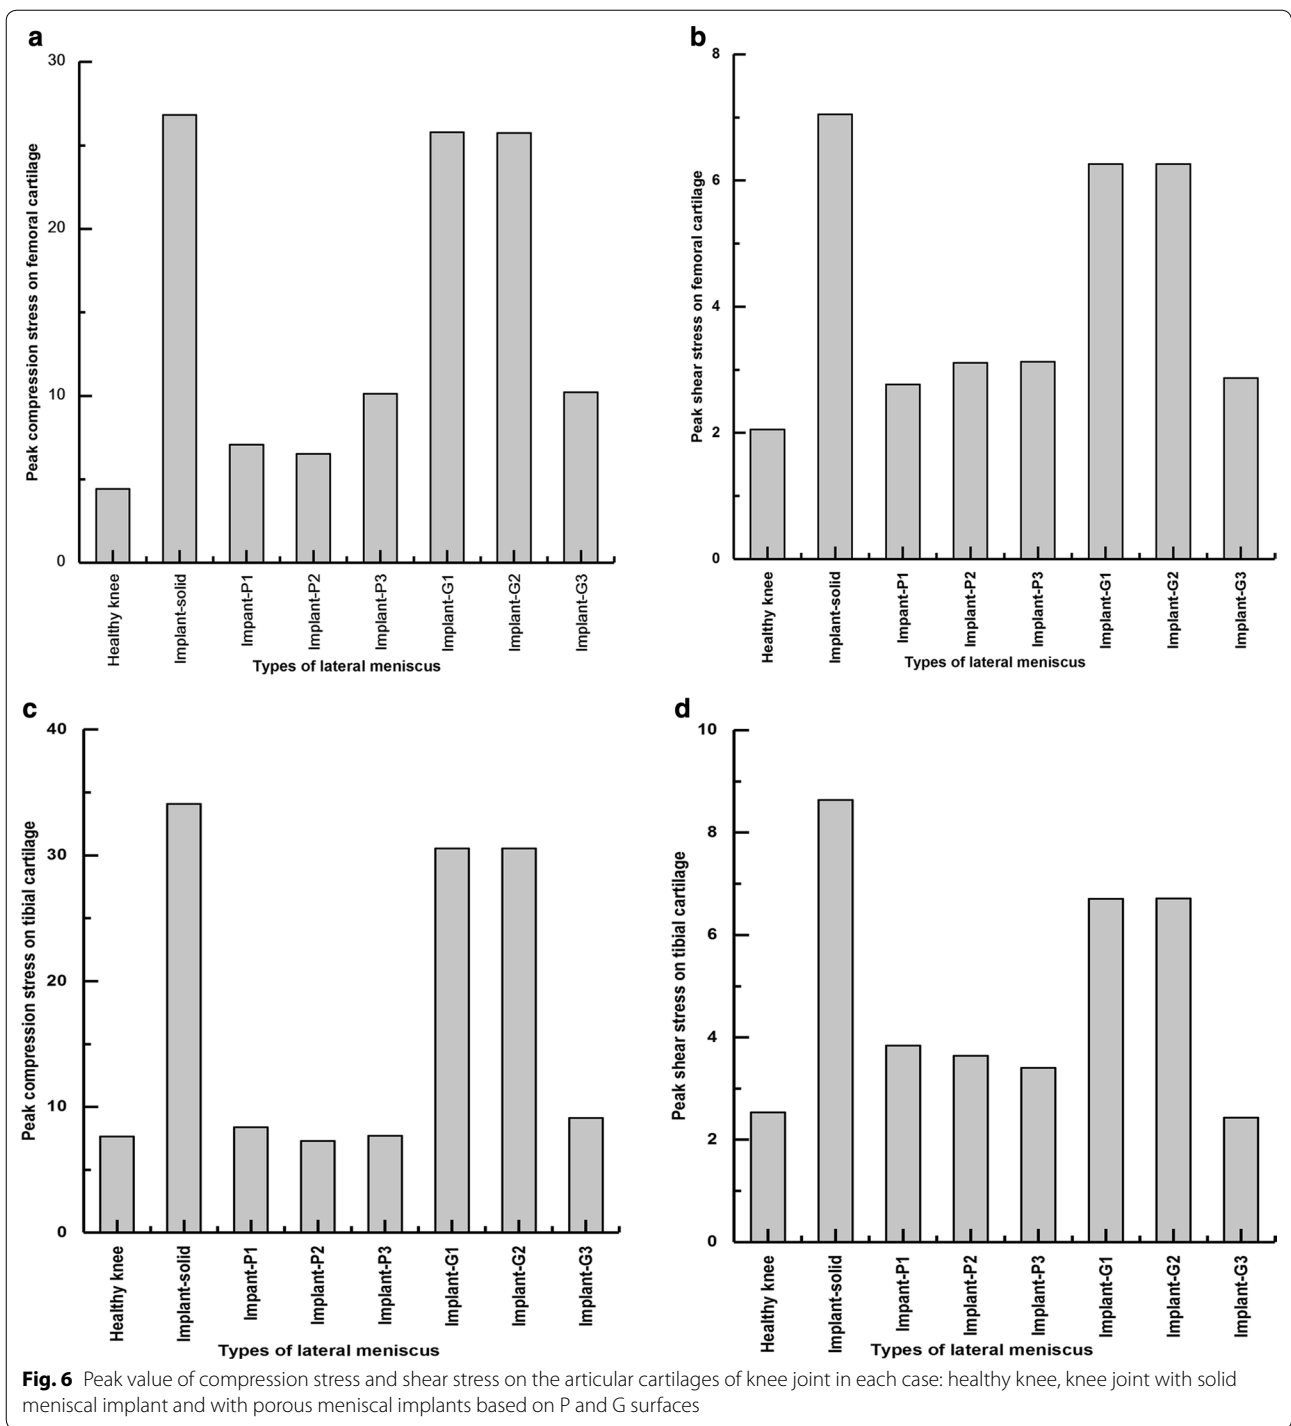 a
Peak compression stress on femoral cartilage
30
20
10
0
Healthy knee
Implant-solid
Impant-P1
Implant-P2
Implant-P3
Implant-G1
Implant-G2
Implant-G3
Types of lateral meniscus
b
Peak shear stress on femoral cartilage
8
6
4
2
0
Healthy knee
Implant-solid
Impant-P1
Implant-P2
Implant-P3
Implant-G1
Implant-G2
Implant-G3
Types of lateral meniscus
c
Peak compression stress on tibial cartilage
40
30
20
10
0
Healthy knee
Implant-solid
Impant-P1
Implant-P2
Implant-P3
Implant-G1
Implant-G2
Implant-G3
Types of lateral meniscus
d
Peak shear stress on tibial cartilage
10
8
6
4
2
0
Healthy knee
Implant-solid
Impant-P1
Implant-P2
Implant-P3
Implant-G1
Implant-G2
Implant-G3
Types of lateral meniscus
Fig. 6 Peak value of compression stress and shear stress on the articular cartilages of knee joint in each case: healthy knee, knee joint with solid
meniscal implant and with porous meniscal implants based on P and G surfaces